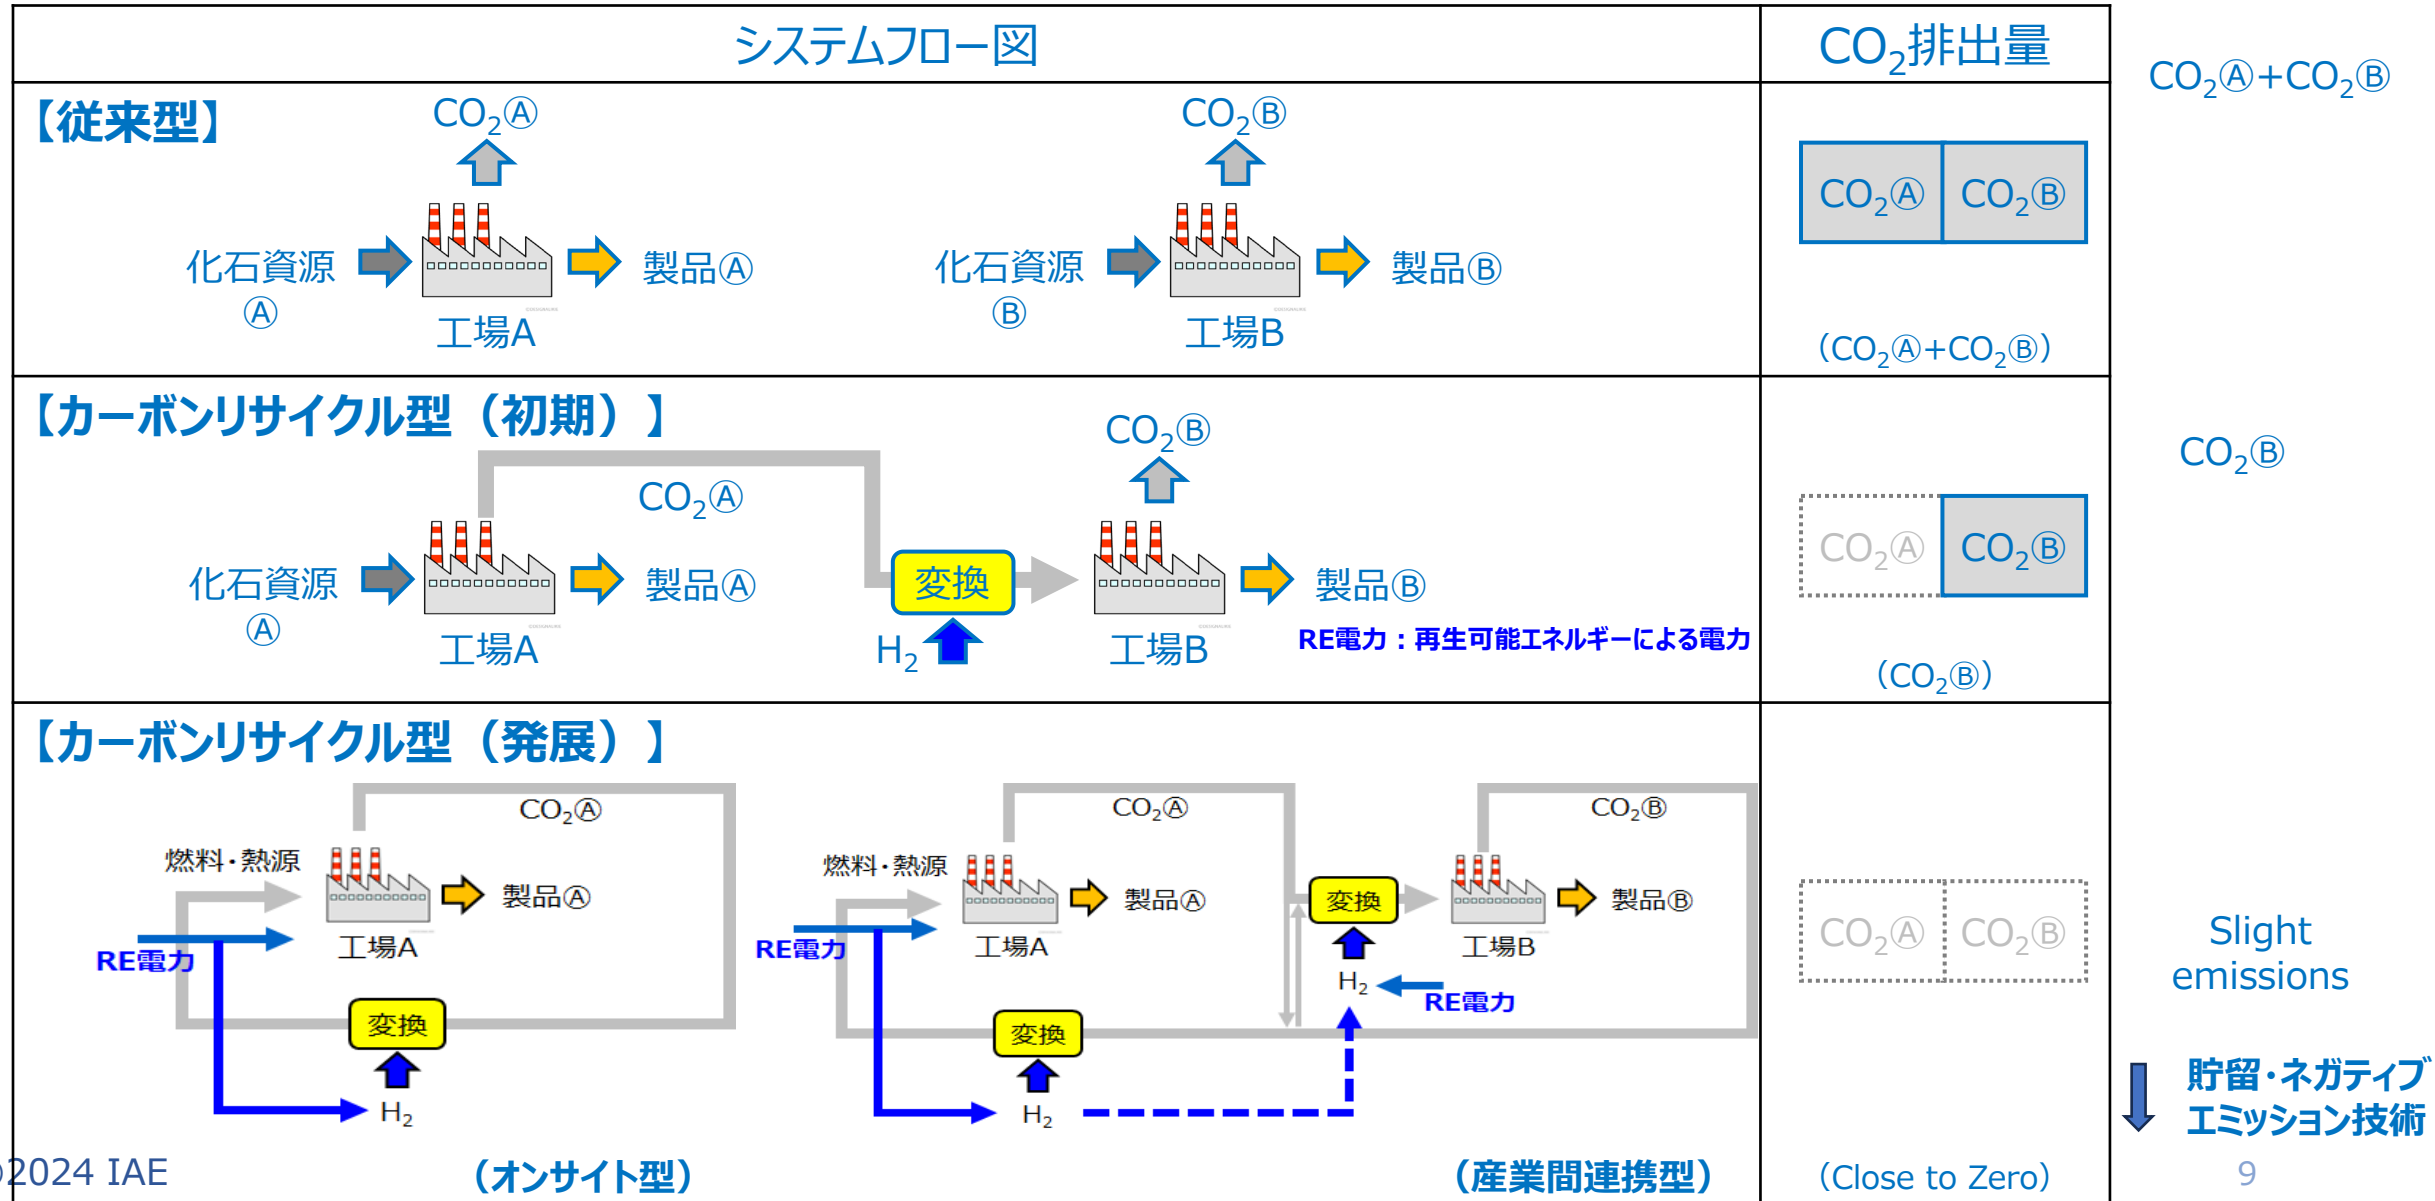 システムフロー図
CO₂排出量
CO₂Ⓐ+CO₂Ⓑ
【従来型】
CO₂Ⓐ
CO₂Ⓑ
化石資源
Ⓐ
工場A
製品Ⓐ
化石資源
Ⓑ
工場B
製品Ⓑ
CO₂Ⓐ
CO₂Ⓑ
（CO₂Ⓐ+CO₂Ⓑ）
【カーボンリサイクル型（初期）】
CO₂Ⓐ
CO₂Ⓑ
化石資源
Ⓐ
工場A
製品Ⓐ
変換
H₂
工場B
製品Ⓑ
RE電力：再生可能エネルギーによる電力
CO₂Ⓐ
CO₂Ⓑ
（CO₂Ⓑ）
CO₂Ⓑ
【カーボンリサイクル型（発展）】
CO₂Ⓐ
燃料・熱源
製品Ⓐ
工場A
RE電力
変換
H₂
（オンサイト型）
CO₂Ⓐ
CO₂Ⓑ
燃料・熱源
製品Ⓐ
変換
製品Ⓑ
工場A
工場B
RE電力
H₂
RE電力
変換
H₂
（産業間連携型）
CO₂Ⓐ
CO₂Ⓑ
（Close to Zero）
Slight
emissions
貯留・ネガティブ
エミッション技術
2024 IAE
9